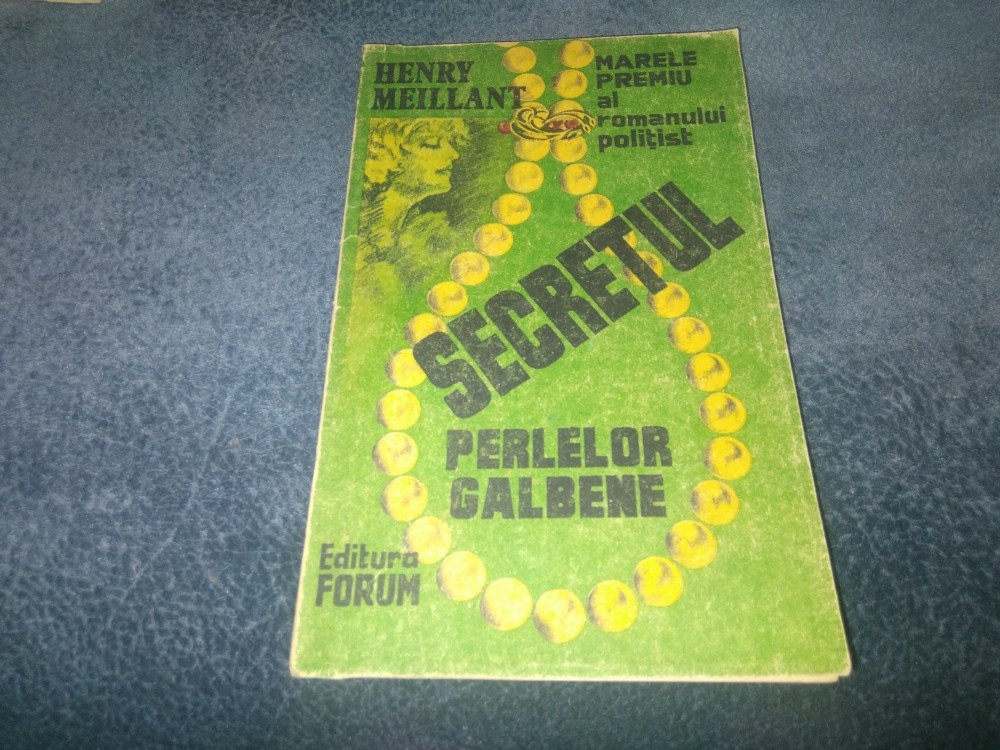 HENRY
MEILLANT
MARELE
PREMIU
al
romanului
polițist
SECRETUL
PERLELOR
GALBENE
Editura
FORUM